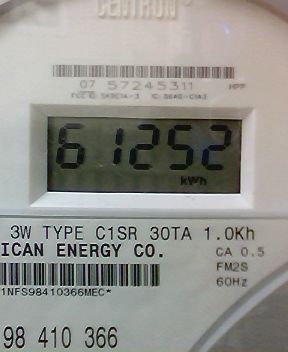 CENTRON
07 57245311 HPP
61252
kWh
3W TYPE C1SR 30TA 1.0Kh
ICAN ENERGY CO.
CA 0.5
FM2S
60Hz
1NFS98410366MEC*
98 410 366